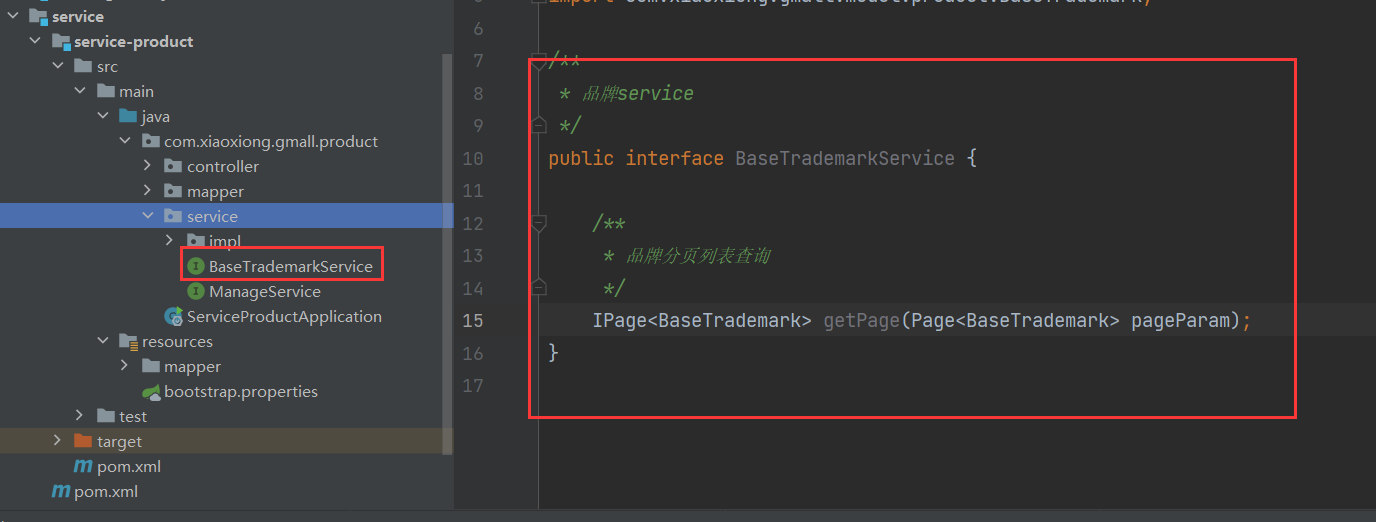 service
service-product
src
main
java
com.xiaoxiong.gmall.product
controller
mapper
service
impl
BaseTrademarkService
ManageService
ServiceProductApplication
resources
mapper
bootstrap.properties
test
target
pom.xml
pom.xml
import com.xiaoxiong.gmall.model.product.BaseTrademark;
6
7 /**
8 * 品牌service
9 */
10 public interface BaseTrademarkService {
11
12 /**
13 * 品牌分页列表查询
14 */
15 IPage<BaseTrademark> getPage(Page<BaseTrademark> pageParam);
16 }
17